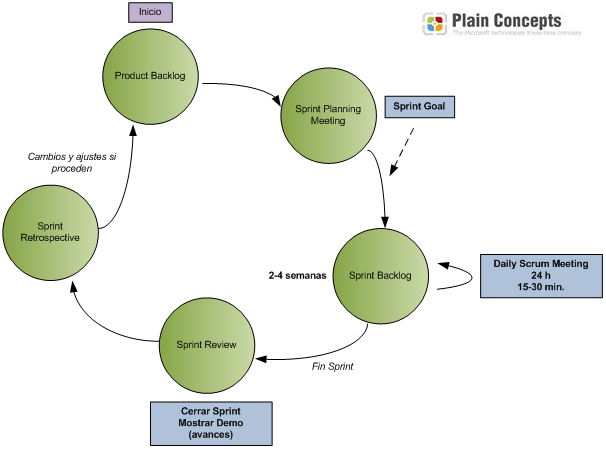 Inicio
Plain Concepts
The Microsoft technologies Know-How company
Product Backlog
Sprint Planning
Meeting
Sprint Goal
Cambios y ajustes si
proceden
Sprint
Retrospective
2-4 semanas
Sprint Backlog
Daily Scrum Meeting
24 h
15-30 min.
Sprint Review
Fin Sprint
Cerrar Sprint
Mostrar Demo
(avances)